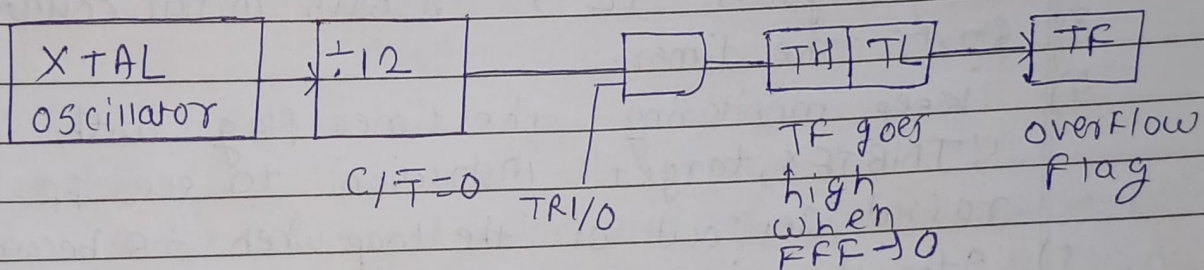 XTAL
oscillator
÷12
TH TL
TF
C/T̅=0
TR1/0
TF goes
high
when
FFF→0
overflow
flag